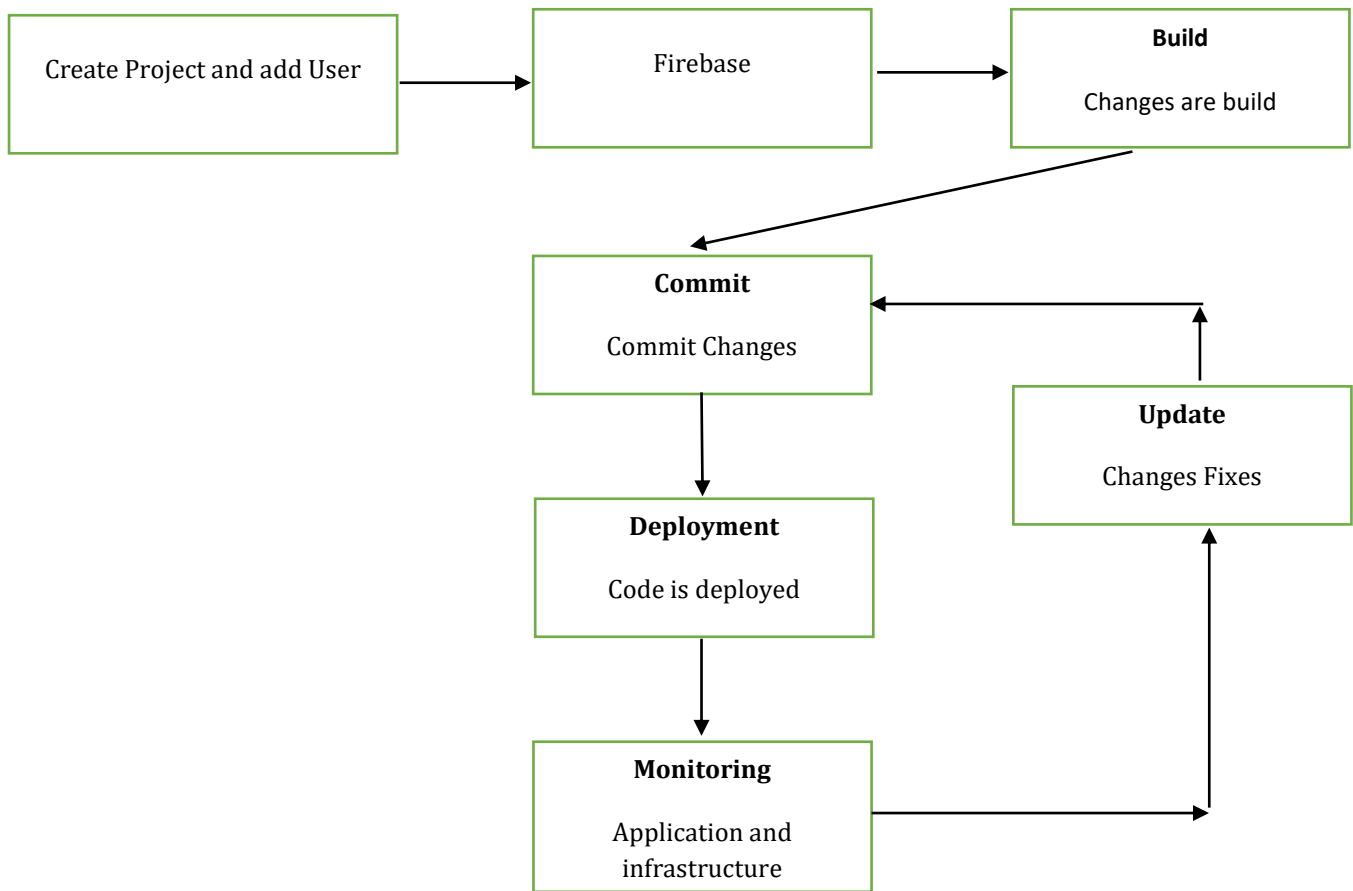 Create Project and add User
Firebase
Build
Changes are build
Commit
Commit Changes
Update
Changes Fixes
Deployment
Code is deployed
Monitoring
Application and
infrastructure